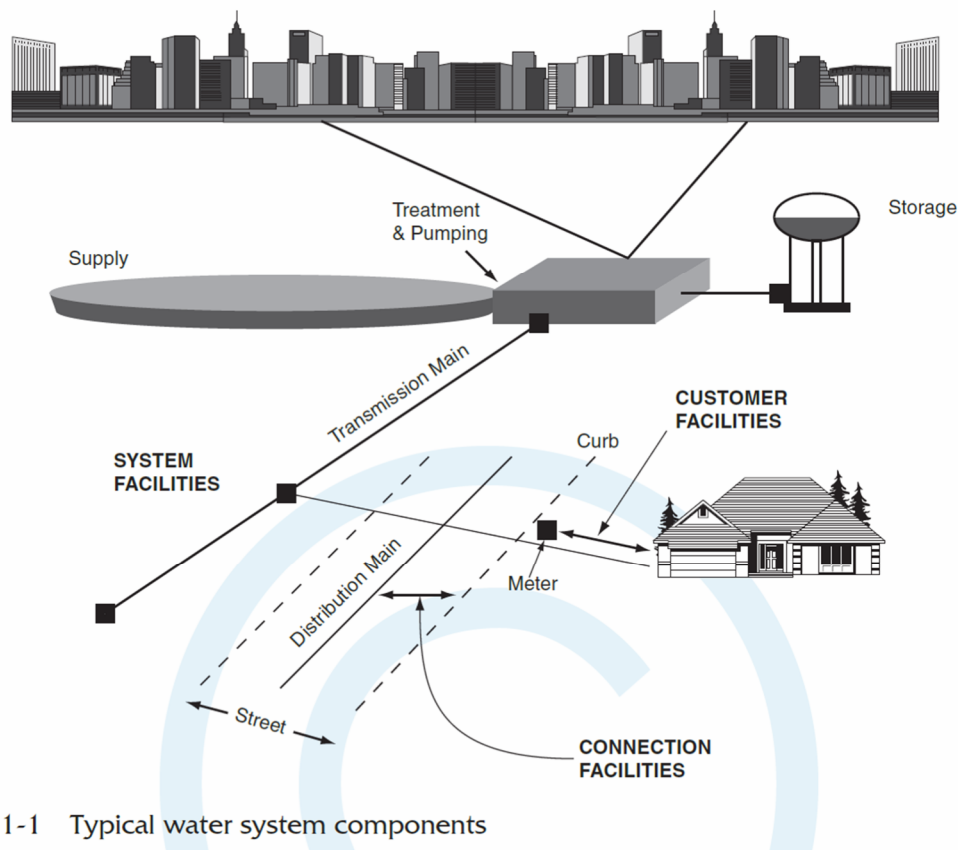 Treatment
& Pumping
Storage
Supply
Transmission Main
CUSTOMER
FACILITIES
Curb
SYSTEM
FACILITIES
Distribution Main
Meter
Street
CONNECTION
FACILITIES
1-1 Typical water system components